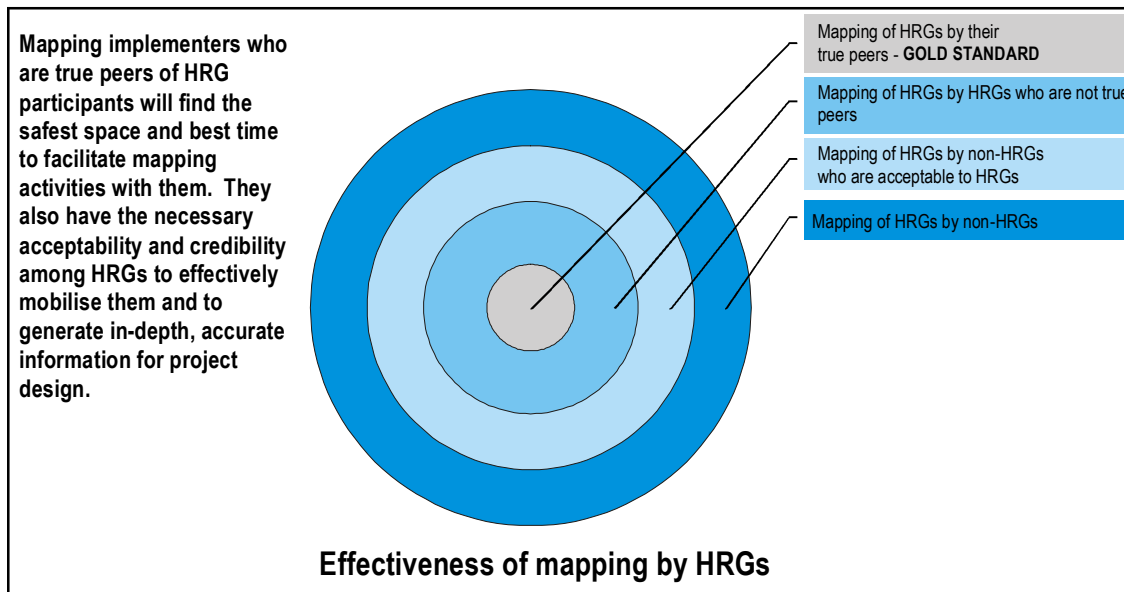 Mapping implementers who
are true peers of HRG
participants will find the
safest space and best time
to facilitate mapping
activities with them. They
also have the necessary
acceptability and credibility
among HRGs to effectively
mobilise them and to
generate in-depth, accurate
information for project
design.
Mapping of HRGs by their
true peers - GOLD STANDARD
Mapping of HRGs by HRGs who are not true
peers
Mapping of HRGs by non-HRGs
who are acceptable to HRGs
Mapping of HRGs by non-HRGs
Effectiveness of mapping by HRGs